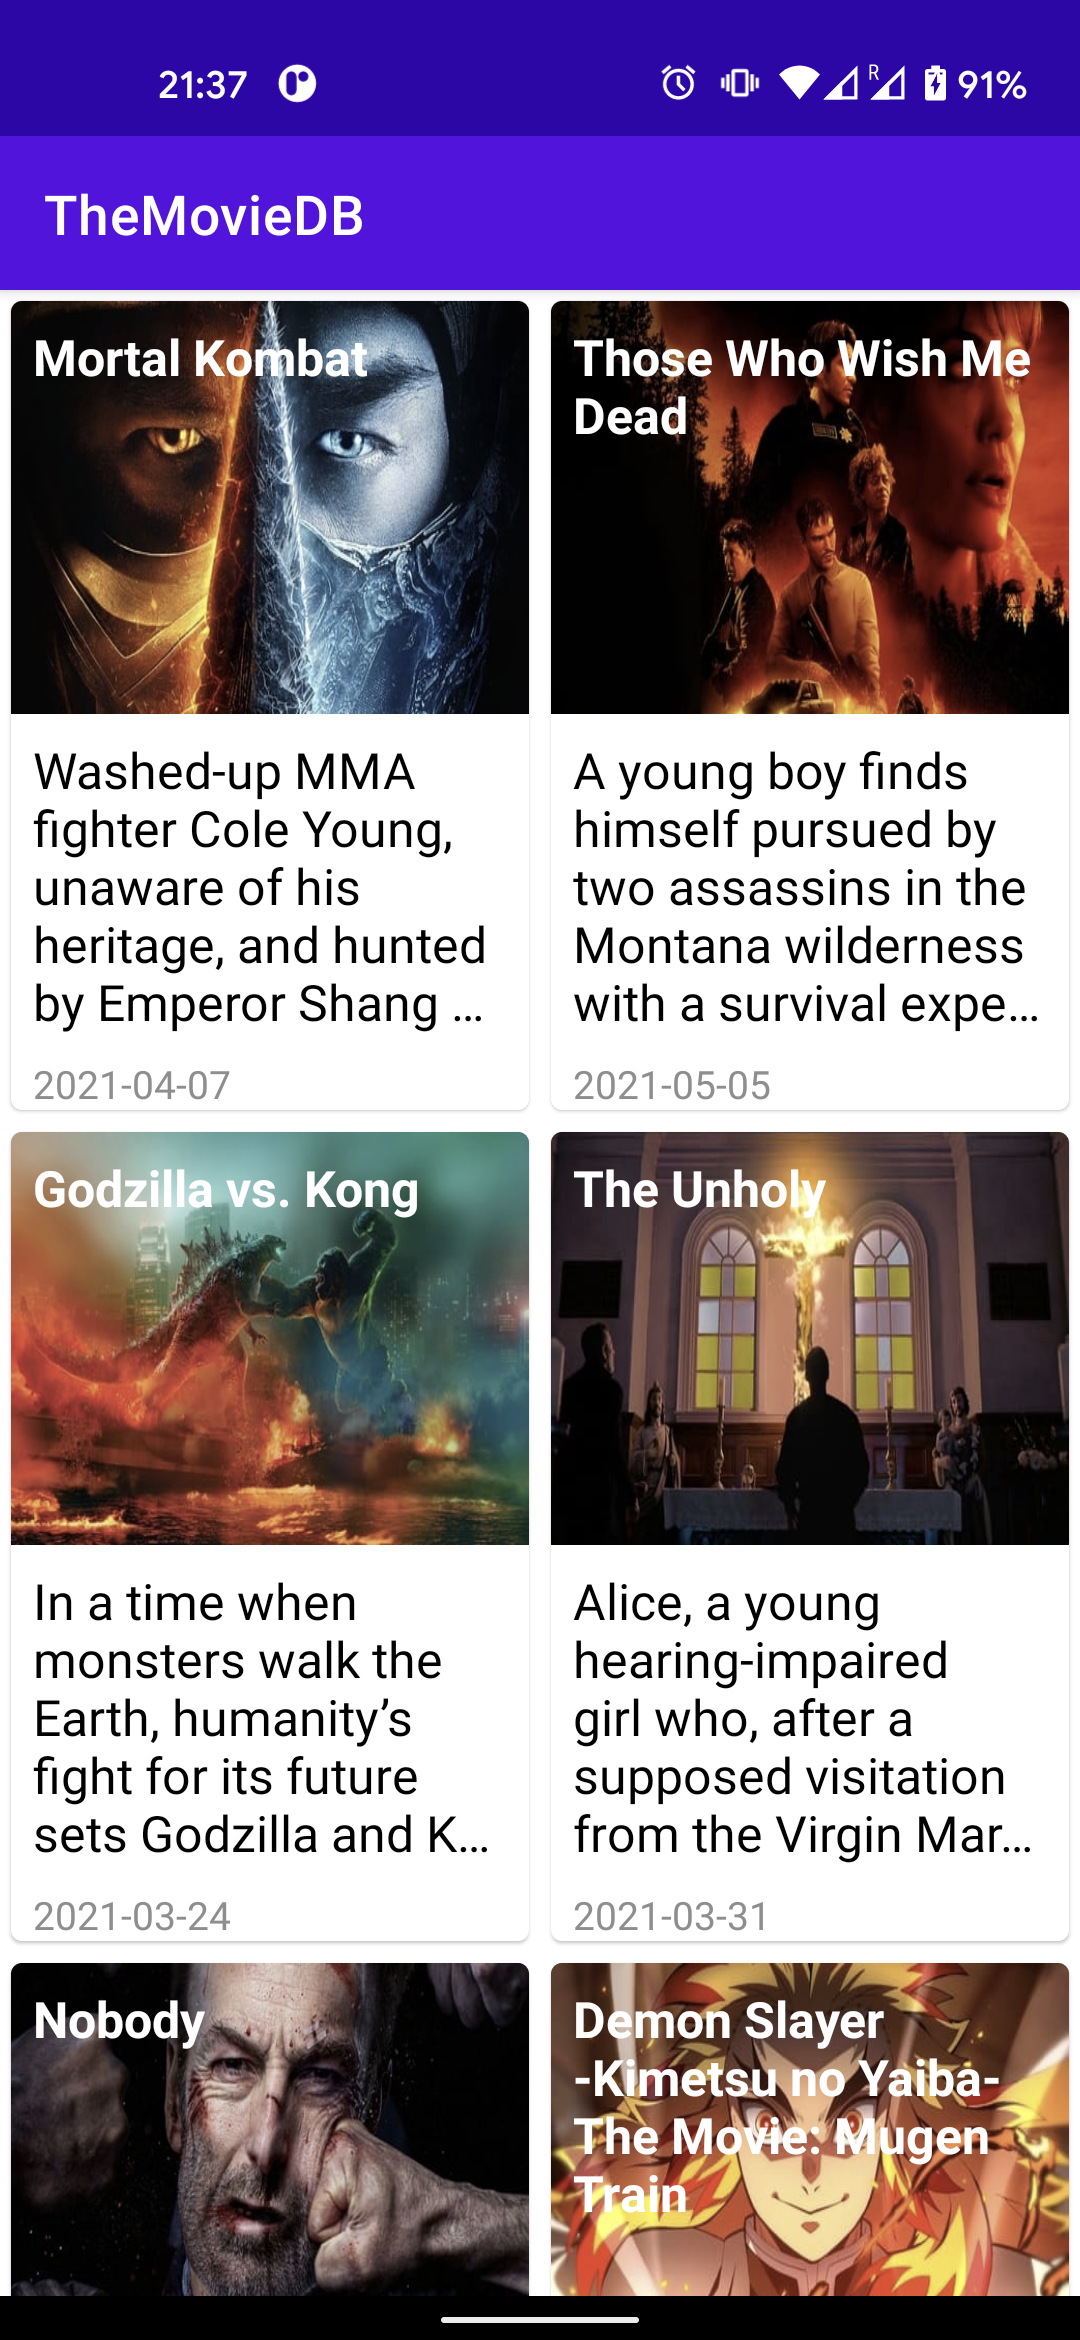 21:37
R
91%
TheMovieDB
Mortal Kombat
Washed-up MMA
fighter Cole Young,
unaware of his
heritage, and hunted
by Emperor Shang ...
2021-04-07
Those Who Wish Me
Dead
A young boy finds
himself pursued by
two assassins in the
Montana wilderness
with a survival expe...
2021-05-05
Godzilla vs. Kong
In a time when
monsters walk the
Earth, humanity’s
fight for its future
sets Godzilla and K...
2021-03-24
The Unholy
Alice, a young
hearing-impaired
girl who, after a
supposed visitation
from the Virgin Mar...
2021-03-31
Nobody
Demon Slayer
-Kimetsu no Yaiba-
The Movie: Mugen
Train